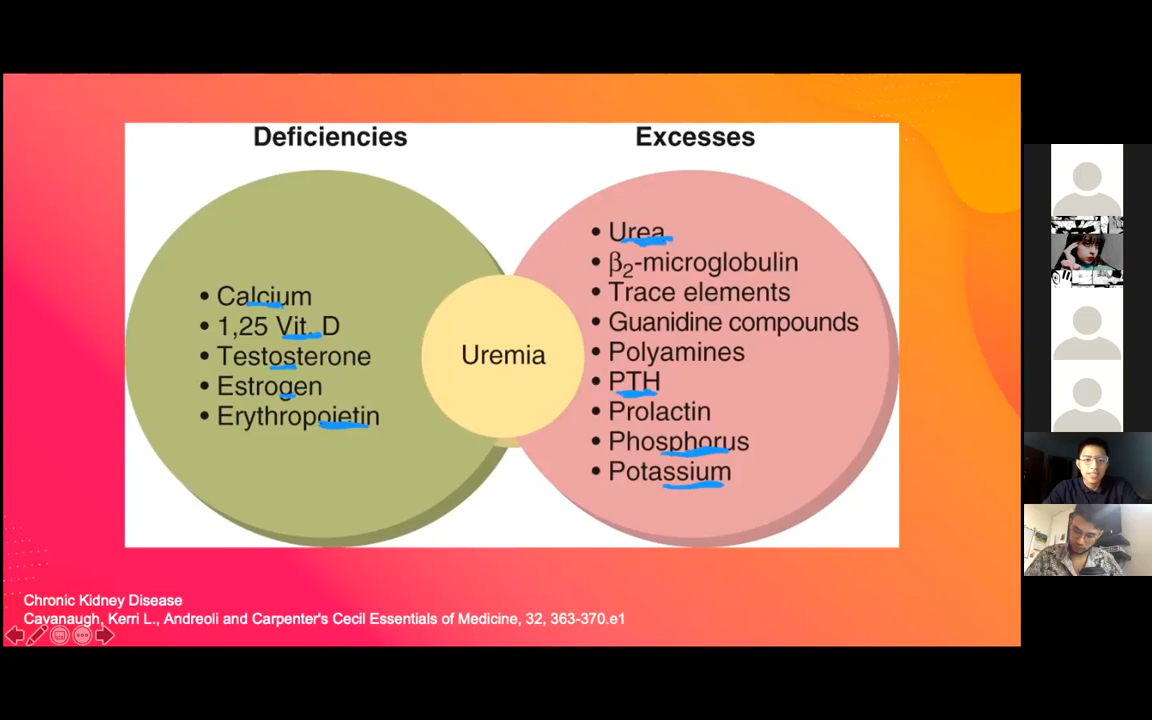 Deficiencies
• Calcium
• 1,25 Vit. D
• Testosterone
• Estrogen
• Erythropoietin
Uremia
Excesses
• Urea
• β₂-microglobulin
• Trace elements
• Guanidine compounds
• Polyamines
• PTH
• Prolactin
• Phosphorus
• Potassium
Chronic Kidney Disease
Cavanaugh, Kerri L., Andreoli and Carpenter's Cecil Essentials of Medicine, 32, 363-370.e1